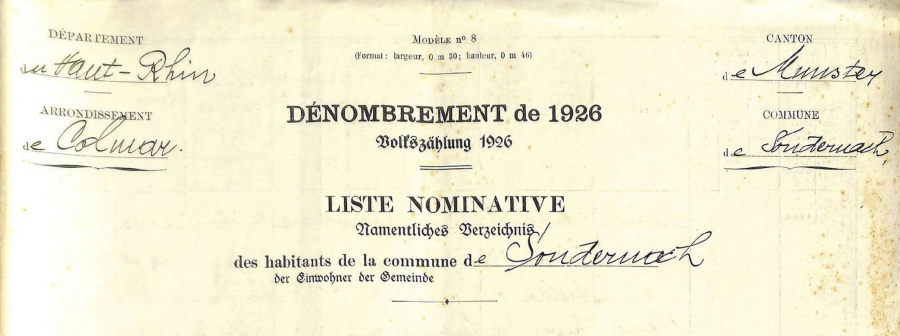 DÉPARTEMENT
du Haut-Rhin
ARRONDISSEMENT
de Colmar.
MODÈLE nº 8
(Format: largeur, 0 m 30; hauteur, 0 m 46)
DÉNOMBREMENT de 1926
Volkszählung 1926
CANTON
de Munster
COMMUNE
de Sondernach,
LISTE NOMINATIVE
Namentliches Verzeichnis
des habitants de la commune de Sondernach
der Einwohner der Gemeinde